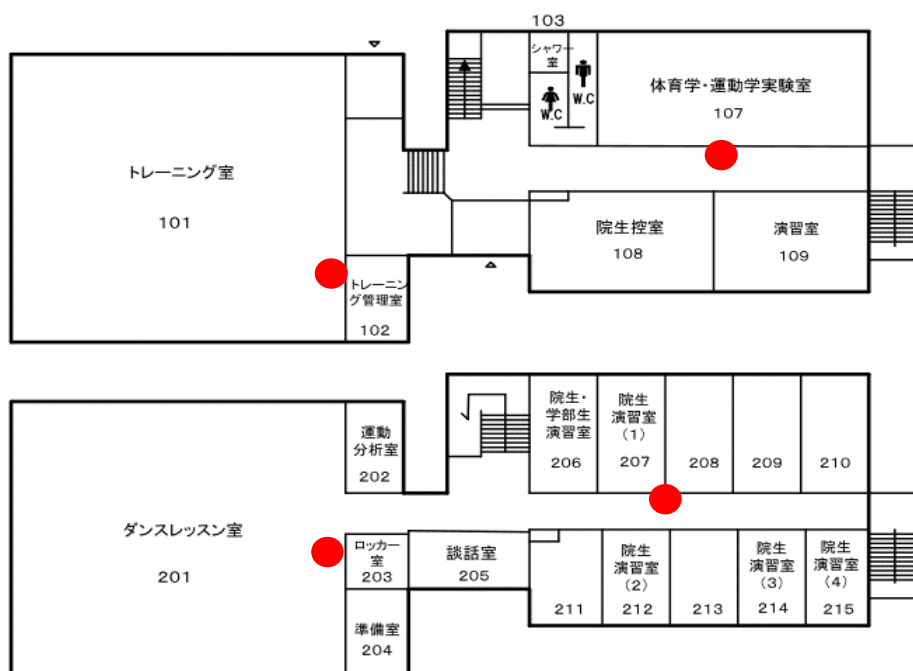 103
シャワー
室
W.C
W.C
体育学・運動学実験室
107
トレーニング室
101
院生控室
108
演習室
109
トレーニン
グ管理室
102
運動
分析室
202
院生・
学部生
演習室
206
院生
演習室
(1)
207
208
209
210
ダンスレッスン室
201
ロッカー
室
203
談話室
205
準備室
204
211
院生
演習室
(2)
212
213
院生
演習室
(3)
214
院生
演習室
(4)
215